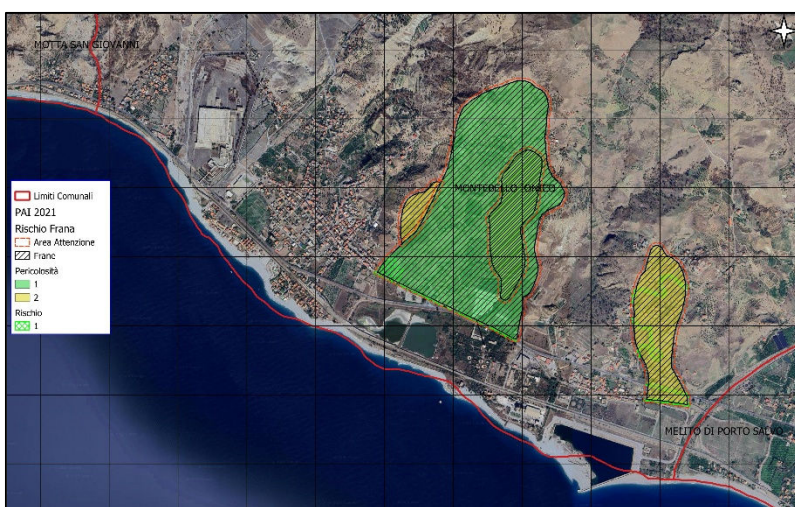 MOTTA SAN GIOVANNI
MONTEBELLO IONICO
Limiti Comunali
PAI 2021
Rischio Frana
Area Attenzione
Frane
Pericolosità
1
2
Rischio
1
MELITO DI PORTO SALVO